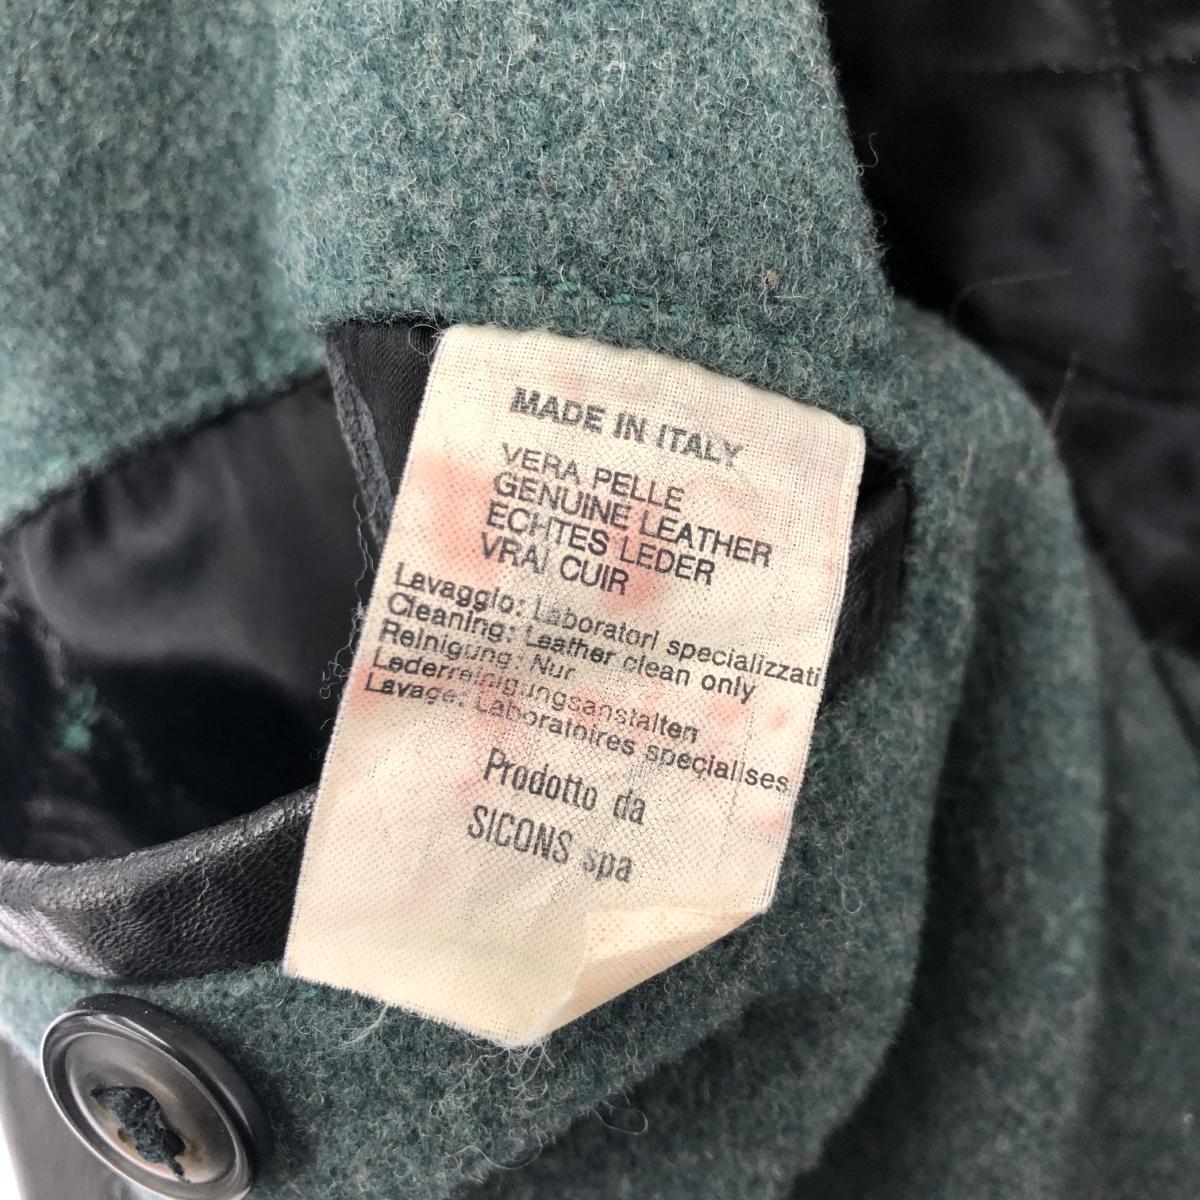 MADE IN ITALY
VERA PELLE
GENUINE LEATHER
ECHTES LEDER
VRAI CUIR
Lavaggio: Laboratori specializzati
Cleaning: Leather clean only
Reinigung: Nur
Lederreinigungsanstalten
Lavage: Laboratoires specialises
Prodotto da
SICONS spa